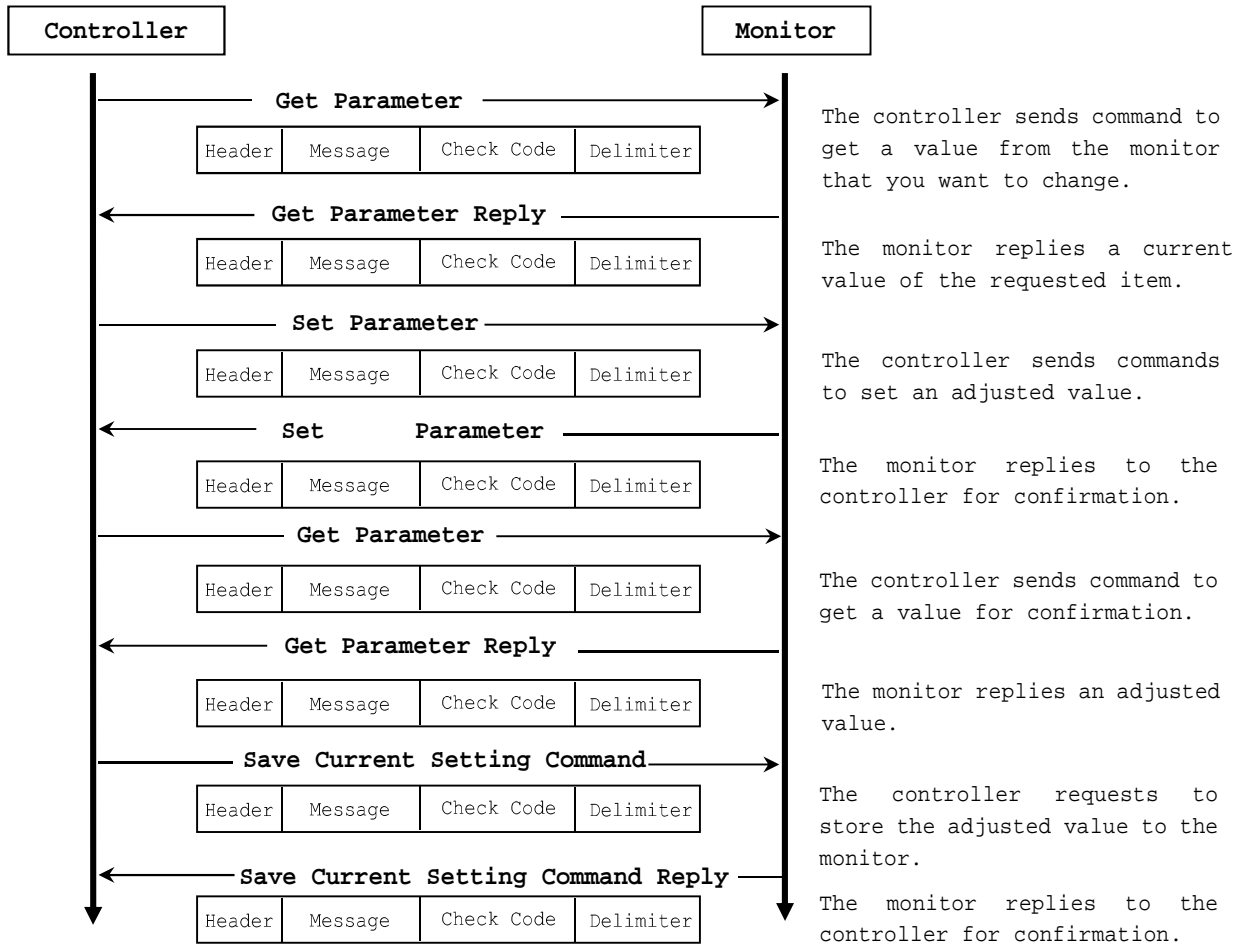 Controller
Monitor
Get Parameter
Header Message Check Code Delimiter
The controller sends command to
get a value from the monitor
that you want to change.
Get Parameter Reply
Header Message Check Code Delimiter
The monitor replies a current
value of the requested item.
Set Parameter
Header Message Check Code Delimiter
The controller sends commands
to set an adjusted value.
Set Parameter
Header Message Check Code Delimiter
The monitor replies to the
controller for confirmation.
Get Parameter
Header Message Check Code Delimiter
The controller sends command to
get a value for confirmation.
Get Parameter Reply
Header Message Check Code Delimiter
The monitor replies an adjusted
value.
Save Current Setting Command
Header Message Check Code Delimiter
The controller requests to
store the adjusted value to the
monitor.
Save Current Setting Command Reply
Header Message Check Code Delimiter
The monitor replies to the
controller for confirmation.